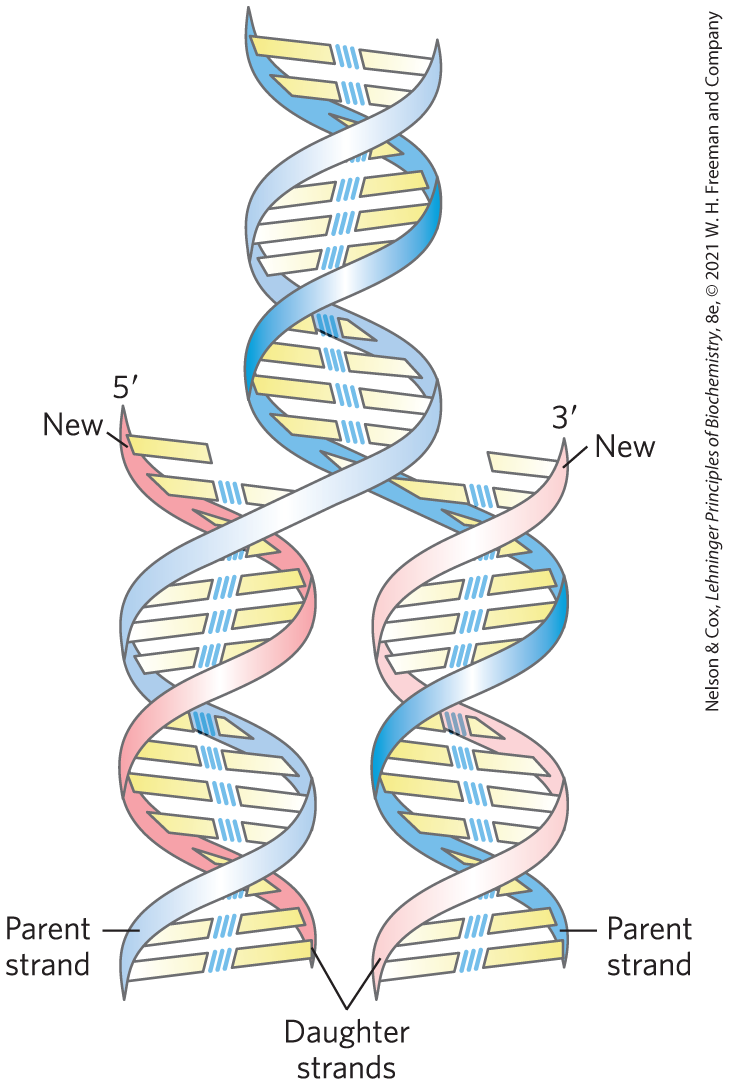 5′
New
3′
New
Parent
strand
Parent
strand
Daughter
strands
Nelson & Cox, Lehninger Principles of Biochemistry, 8e, © 2021 W. H. Freeman and Company